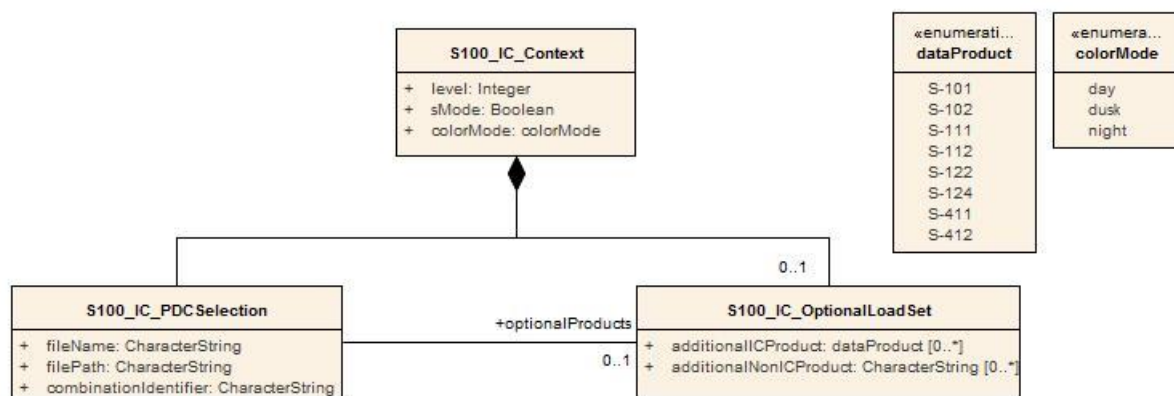 S100_IC_Context
+ level: Integer
+ sMode: Boolean
+ colorMode: colorMode
«enumerati...
dataProduct
S-101
S-102
S-111
S-112
S-122
S-124
S-411
S-412
«enumera...
colorMode
day
dusk
night
0..1
S100_IC_PDCSelection
+ fileName: CharacterString
+ filePath: CharacterString
+ combinationIdentifier: CharacterString
+optionalProducts
0..1
S100_IC_OptionalLoadSet
+ additionalICProduct: dataProduct [0..*]
+ additionalNonICProduct: CharacterString [0..*]